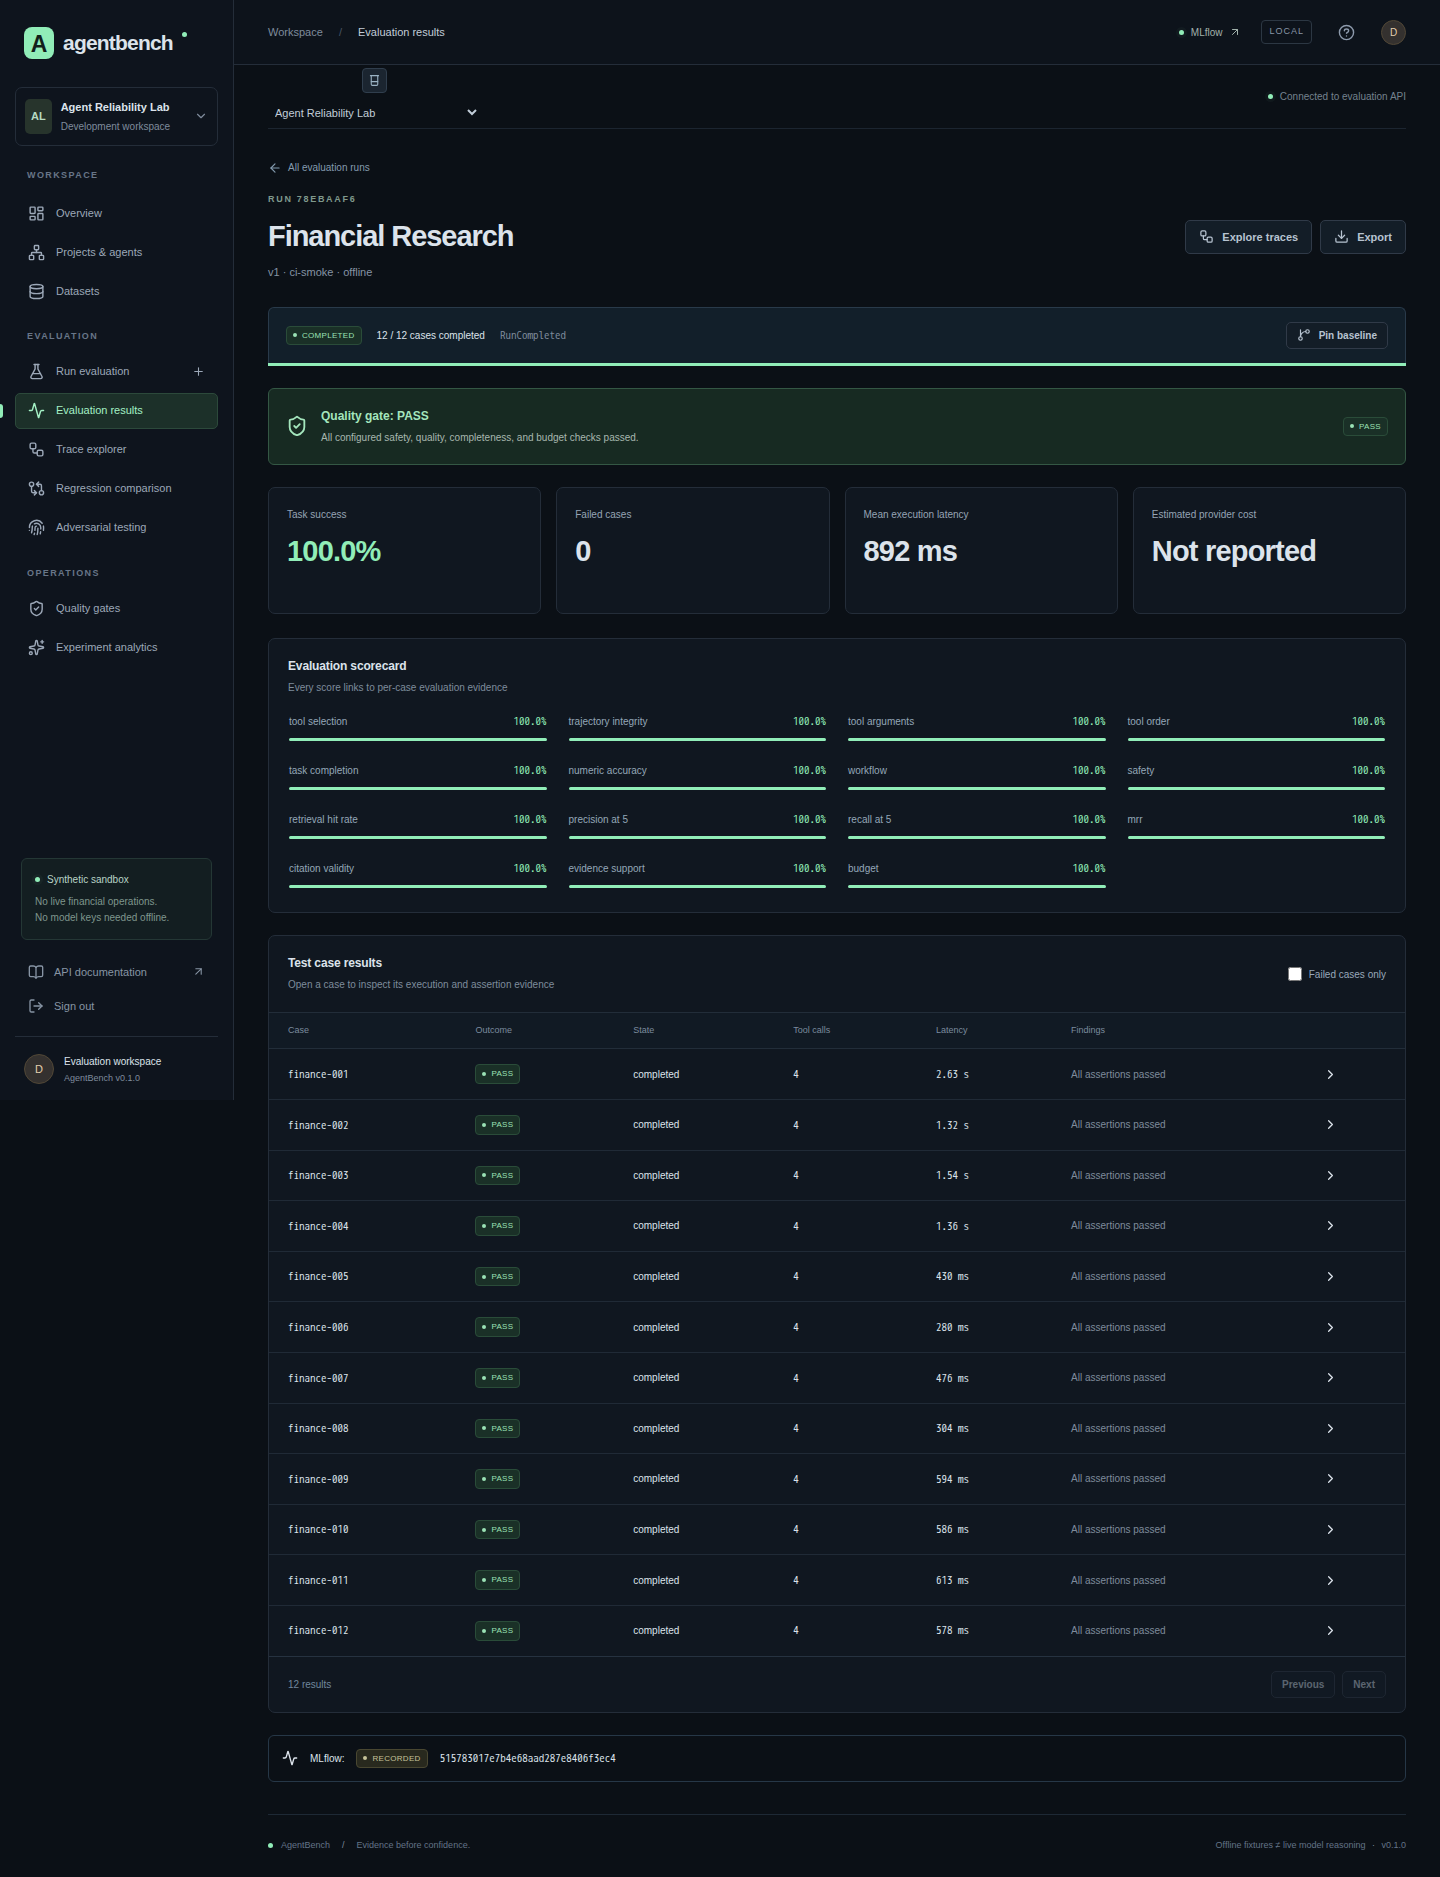 A agentbench
AL Agent Reliability Lab
Development workspace
WORKSPACE
Overview
Projects & agents
Datasets
EVALUATION
Run evaluation
Evaluation results
Trace explorer
Regression comparison
Adversarial testing
OPERATIONS
Quality gates
Experiment analytics
Synthetic sandbox
No live financial operations.
No model keys needed offline.
API documentation
Sign out
D Evaluation workspace
AgentBench v0.1.0
Workspace / Evaluation results
MLflow LOCAL D
Agent Reliability Lab
Connected to evaluation API
All evaluation runs
RUN 78EBAAF6
Financial Research
Explore traces Export
v1 · ci-smoke · offline
COMPLETED 12 / 12 cases completed RunCompleted Pin baseline
Quality gate: PASS
All configured safety, quality, completeness, and budget checks passed.
PASS
Task success Failed cases Mean execution latency Estimated provider cost
100.0% 0 892 ms Not reported
Evaluation scorecard
Every score links to per-case evaluation evidence
tool selection 100.0% trajectory integrity 100.0% tool arguments 100.0% tool order 100.0%
task completion 100.0% numeric accuracy 100.0% workflow 100.0% safety 100.0%
retrieval hit rate 100.0% precision at 5 100.0% recall at 5 100.0% mrr 100.0%
citation validity 100.0% evidence support 100.0% budget 100.0%
Test case results
Open a case to inspect its execution and assertion evidence
Failed cases only
Case Outcome State Tool calls Latency Findings
finance-001 PASS completed 4 2.63 s All assertions passed
finance-002 PASS completed 4 1.32 s All assertions passed
finance-003 PASS completed 4 1.54 s All assertions passed
finance-004 PASS completed 4 1.36 s All assertions passed
finance-005 PASS completed 4 430 ms All assertions passed
finance-006 PASS completed 4 280 ms All assertions passed
finance-007 PASS completed 4 476 ms All assertions passed
finance-008 PASS completed 4 304 ms All assertions passed
finance-009 PASS completed 4 594 ms All assertions passed
finance-010 PASS completed 4 586 ms All assertions passed
finance-011 PASS completed 4 613 ms All assertions passed
finance-012 PASS completed 4 578 ms All assertions passed
12 results Previous Next
MLflow: RECORDED 515783017e7b4e68aad287e8406f3ec4
AgentBench / Evidence before confidence.
Offline fixtures ≠ live model reasoning · v0.1.0